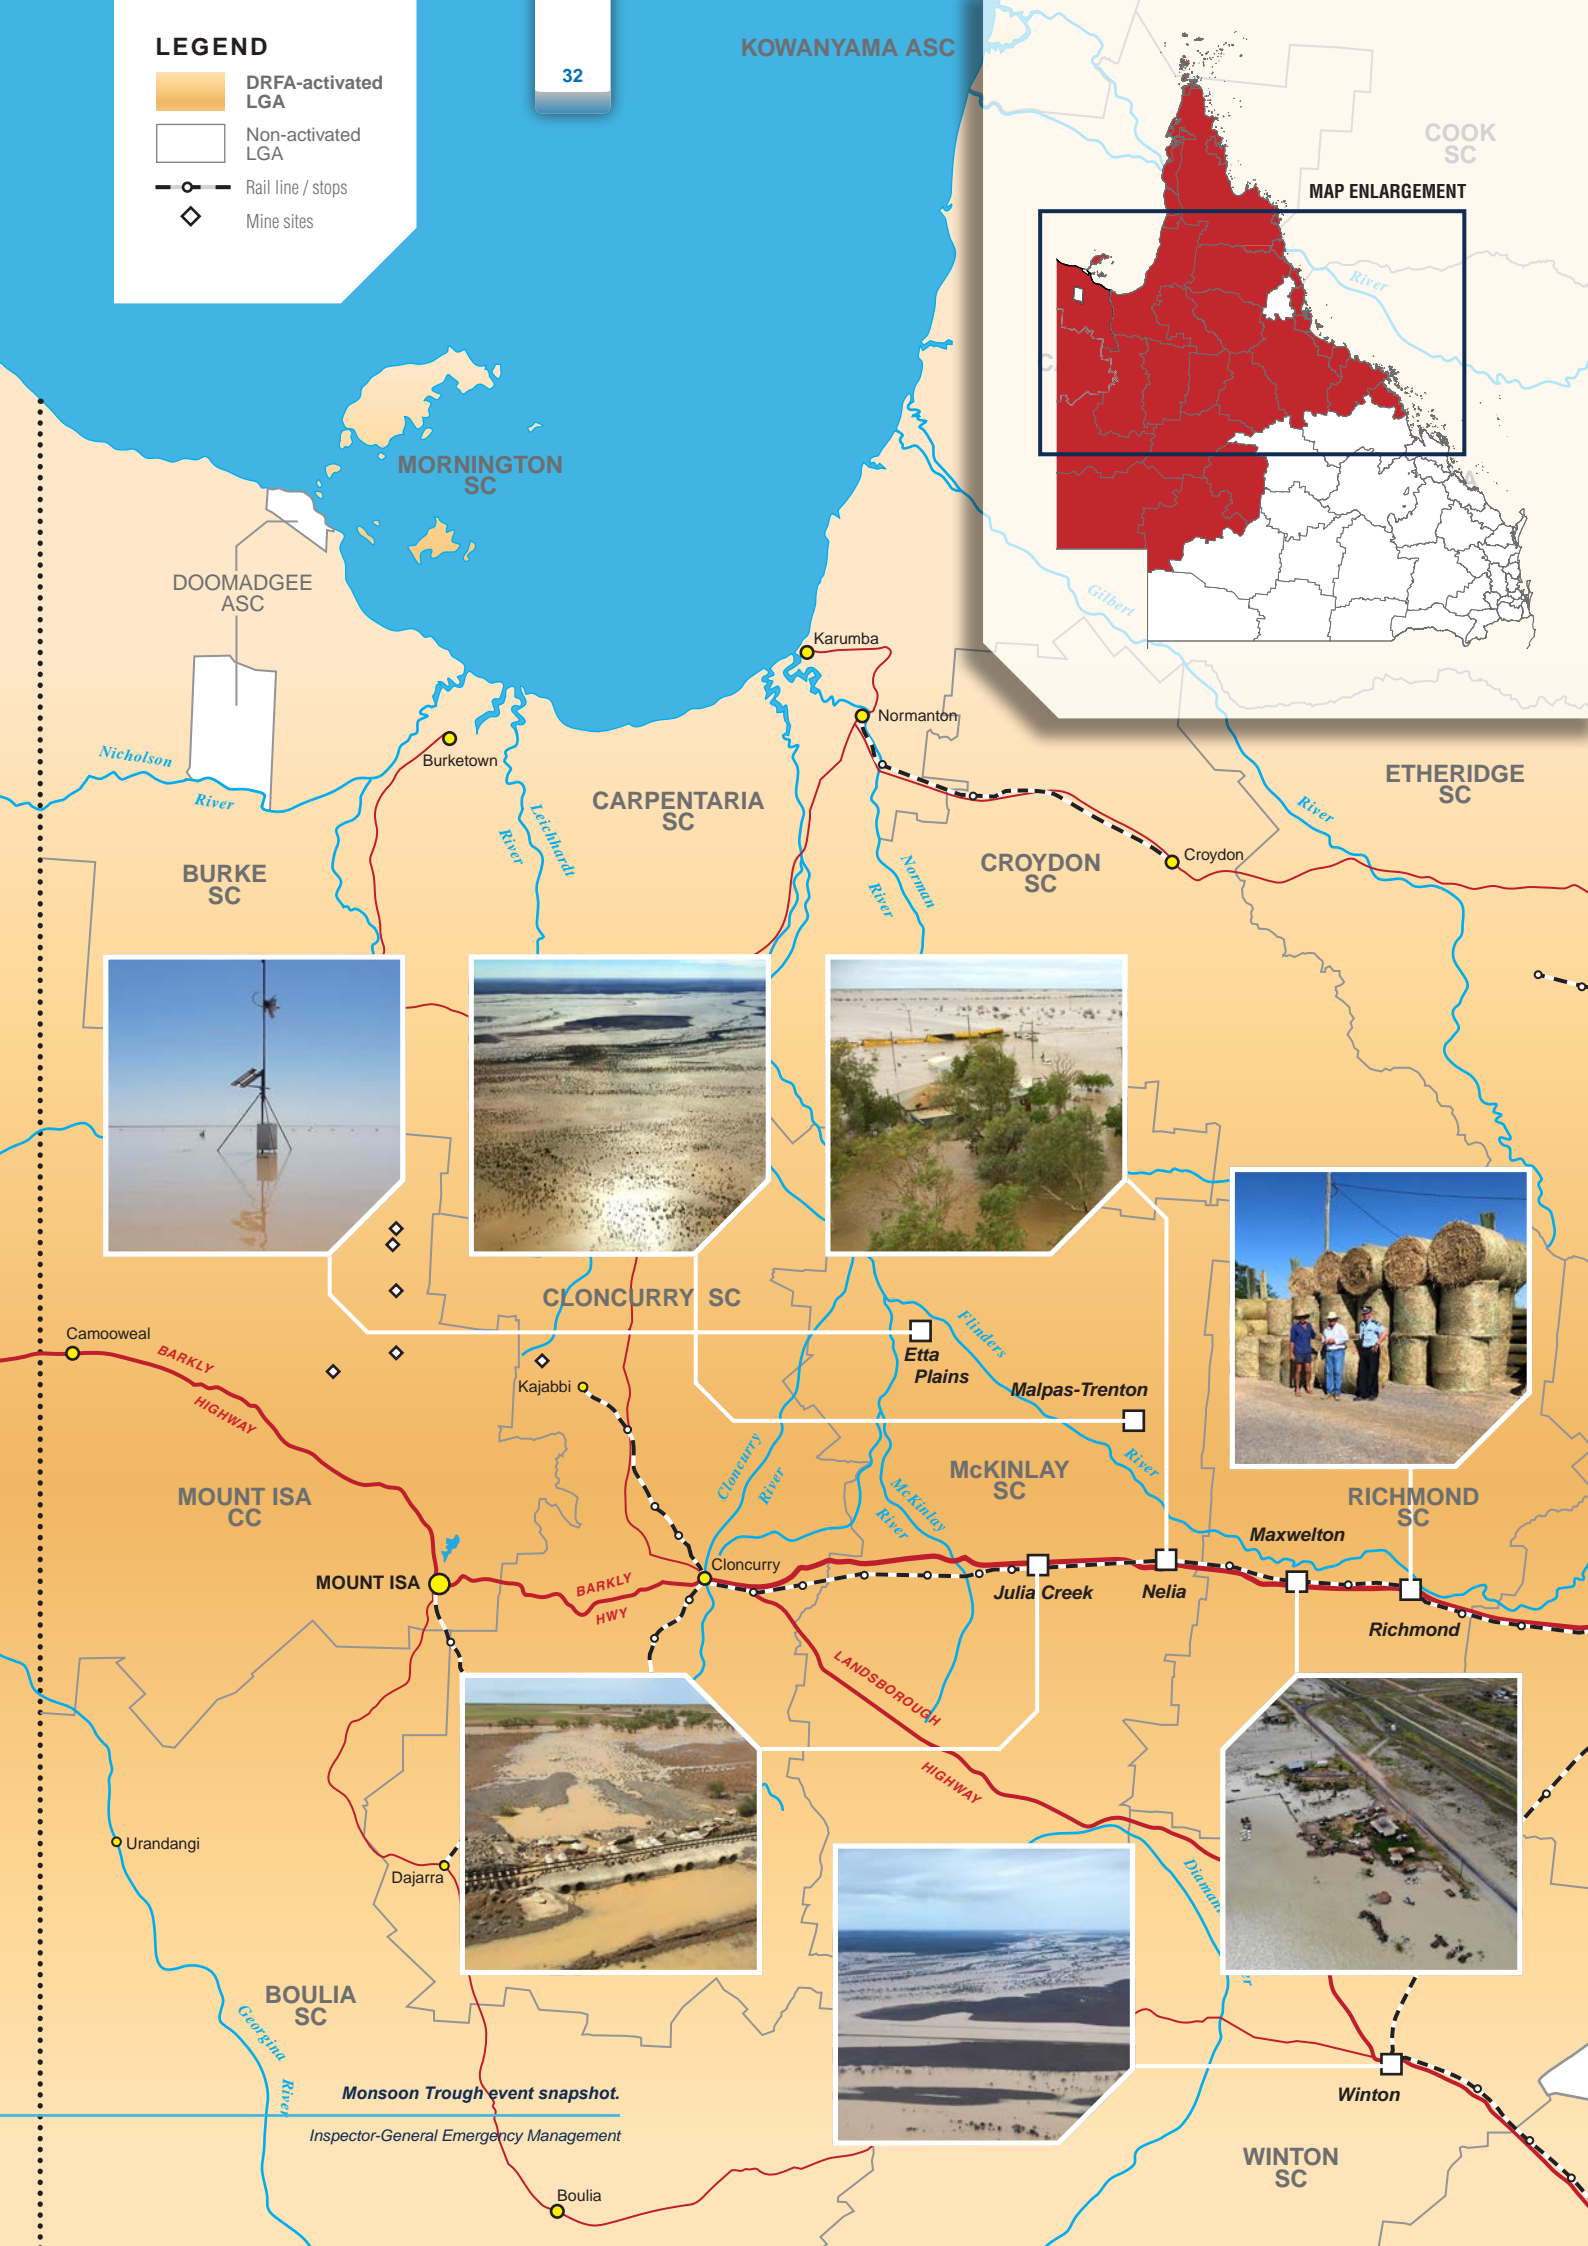 LEGEND
DRFA-activated
LGA
Non-activated
LGA
Rail line / stops
Mine sites
32
KOWANYAMA ASC
COOK
SC
MAP ENLARGEMENT
River
Gilbert
MORNINGTON
SC
DOOMADGEE
ASC
Karumba
Normanton
Burketown
Nicholson
River
CARPENTARIA
SC
Leichhardt
River
ETHERIDGE
SC
River
BURKE
SC
CROYDON
SC
Croydon
Norman
River
CLONCURRY SC
Camooweal
BARKLY
HIGHWAY
Kajabbi
Etta
Plains
Flinders
Malpas-Trenton
River
Cloncurry
River
McKINLAY
SC
McKinlay
River
MOUNT ISA
CC
RICHMOND
SC
Maxwelton
MOUNT ISA
BARKLY
HWY
Cloncurry
Julia Creek
Nelia
Richmond
LANDSBOROUGH
HIGHWAY
Urandangi
Dajarra
BOULIA
SC
Georgina
River
Monsoon Trough event snapshot.
Inspector-General Emergency Management
Boulia
Winton
WINTON
SC